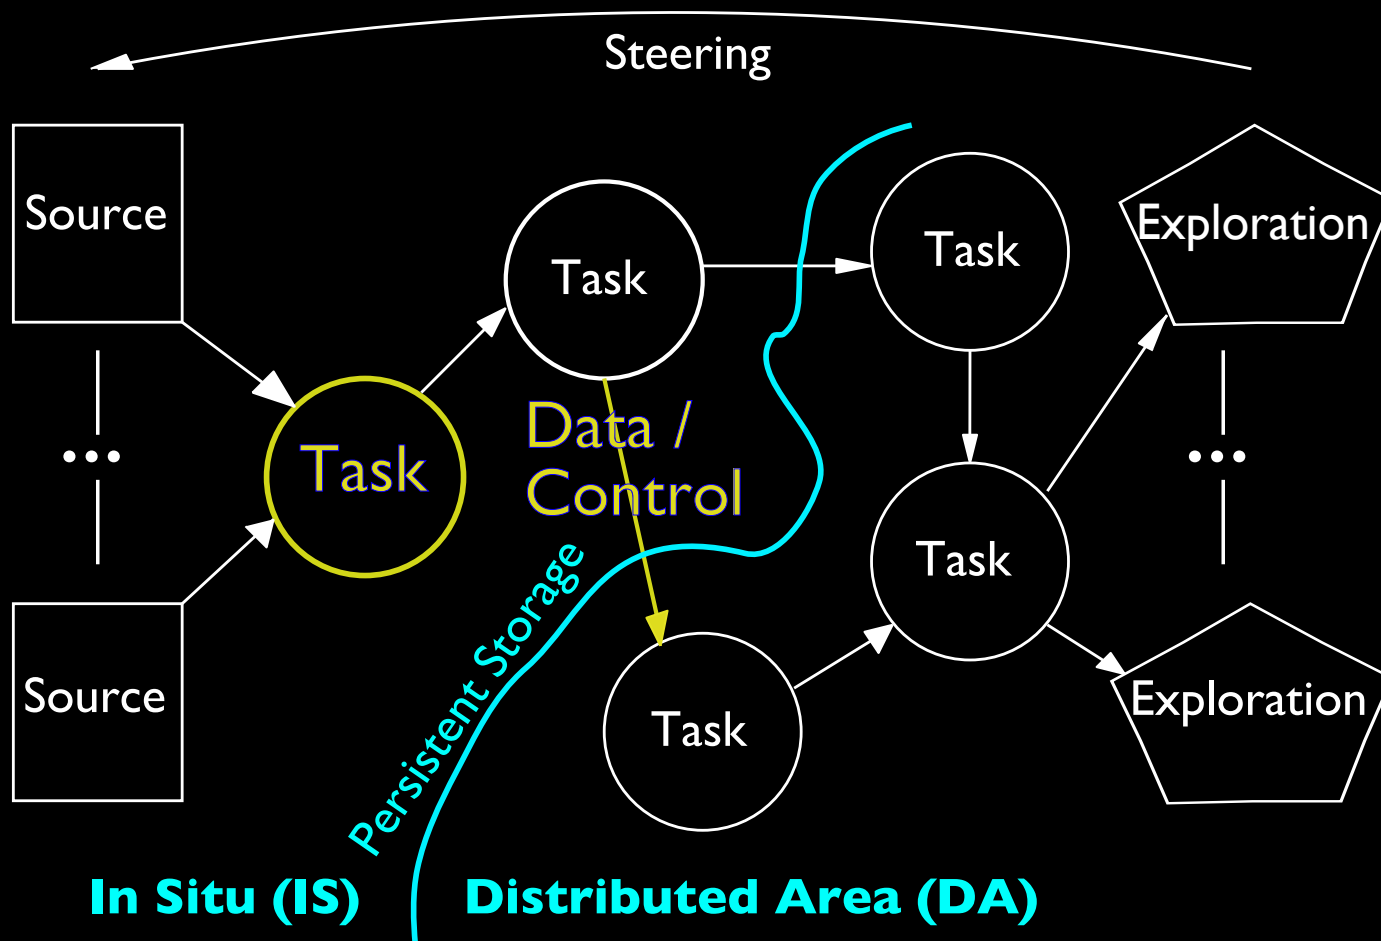 Steering
Source
Task
Task
Exploration
Task
Data /
Control
Task
Persistent Storage
Source
Task
Exploration
In Situ (IS)
Distributed Area (DA)